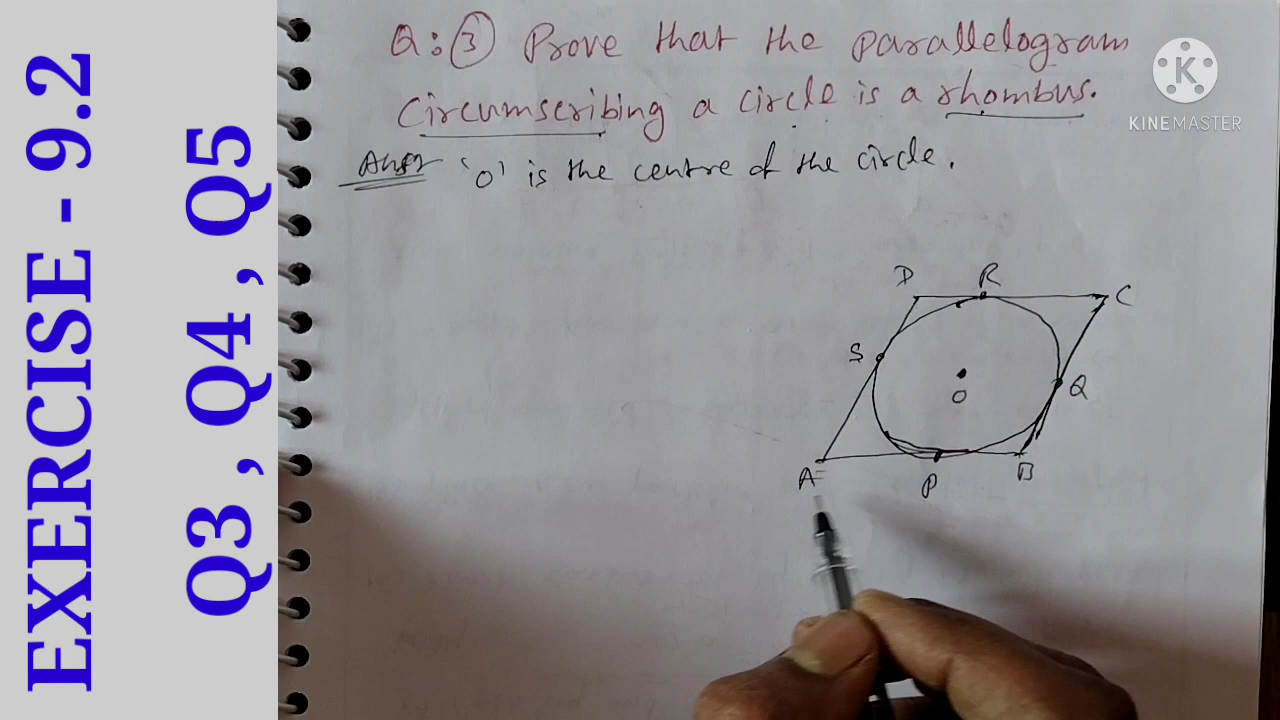 EXERCISE - 9.2
Q3 , Q4 , Q5
Q: ③ Prove that the parallelogram
circumscribing a circle is a rhombus.
K
KINEMASTER
Ans: 'O' is the centre of the circle.
D R C
S
Q
O
A P B